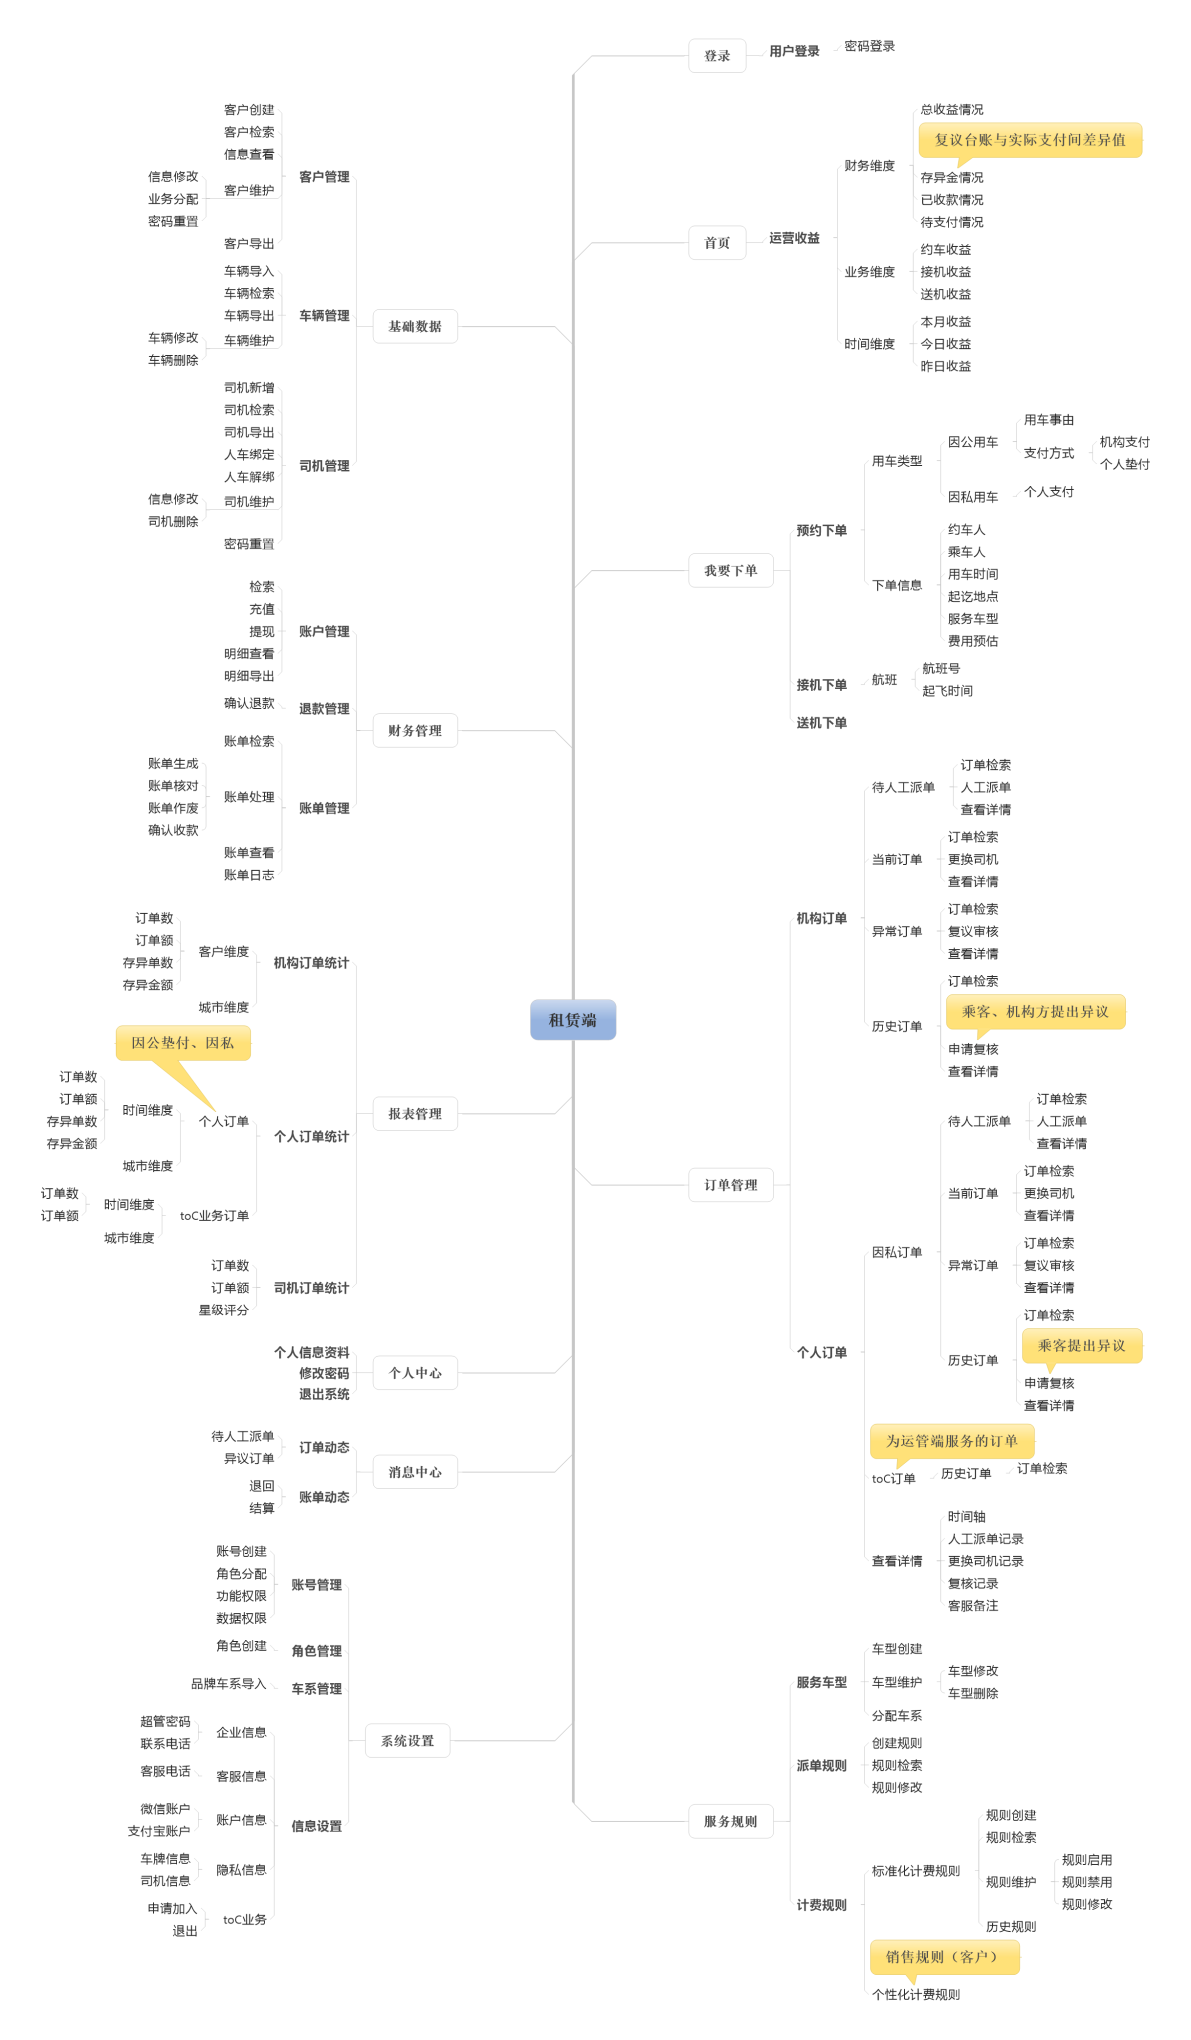 租赁端
登录
用户登录
密码登录
首页
运营收益
财务维度
总收益情况
复议台账与实际支付间差异值
存异金情况
已收款情况
待支付情况
业务维度
约车收益
接机收益
送机收益
时间维度
本月收益
今日收益
昨日收益
我要下单
预约下单
用车类型
因公用车
用车事由
支付方式
机构支付
个人垫付
因私用车
个人支付
下单信息
约车人
乘车人
用车时间
起讫地点
服务车型
费用预估
接机下单
航班
航班号
起飞时间
送机下单
订单管理
机构订单
待人工派单
订单检索
人工派单
查看详情
当前订单
订单检索
更换司机
查看详情
异常订单
订单检索
复议审核
查看详情
历史订单
订单检索
乘客、机构方提出异议
申请复核
查看详情
个人订单
因私订单
待人工派单
订单检索
人工派单
查看详情
当前订单
订单检索
更换司机
查看详情
异常订单
订单检索
复议审核
查看详情
历史订单
订单检索
乘客提出异议
申请复核
查看详情
为运管端服务的订单
toC订单
历史订单
订单检索
查看详情
时间轴
人工派单记录
更换司机记录
复核记录
客服备注
服务规则
服务车型
车型创建
车型维护
车型修改
车型删除
分配车系
派单规则
创建规则
规则检索
规则修改
计费规则
标准化计费规则
规则创建
规则检索
规则维护
规则启用
规则禁用
规则修改
历史规则
销售规则（客户）
个性化计费规则
基础数据
客户管理
客户创建
客户检索
信息查看
客户维护
信息修改
业务分配
密码重置
客户导出
车辆管理
车辆导入
车辆检索
车辆导出
车辆维护
车辆修改
车辆删除
司机管理
司机新增
司机检索
司机导出
人车绑定
人车解绑
司机维护
信息修改
司机删除
密码重置
财务管理
账户管理
检索
充值
提现
明细查看
明细导出
退款管理
确认退款
账单管理
账单检索
账单处理
账单生成
账单核对
账单作废
确认收款
账单查看
账单日志
报表管理
机构订单统计
客户维度
订单数
订单额
存异单数
存异金额
城市维度
个人订单统计
因公垫付、因私
个人订单
时间维度
订单数
订单额
存异单数
存异金额
城市维度
toC业务订单
时间维度
订单数
订单额
城市维度
司机订单统计
订单数
订单额
星级评分
个人中心
个人信息资料
修改密码
退出系统
消息中心
订单动态
待人工派单
异议订单
账单动态
退回
结算
系统设置
账号管理
账号创建
角色分配
功能权限
数据权限
角色管理
角色创建
车系管理
品牌车系导入
信息设置
企业信息
超管密码
联系电话
客服信息
客服电话
账户信息
微信账户
支付宝账户
隐私信息
车牌信息
司机信息
toC业务
申请加入
退出